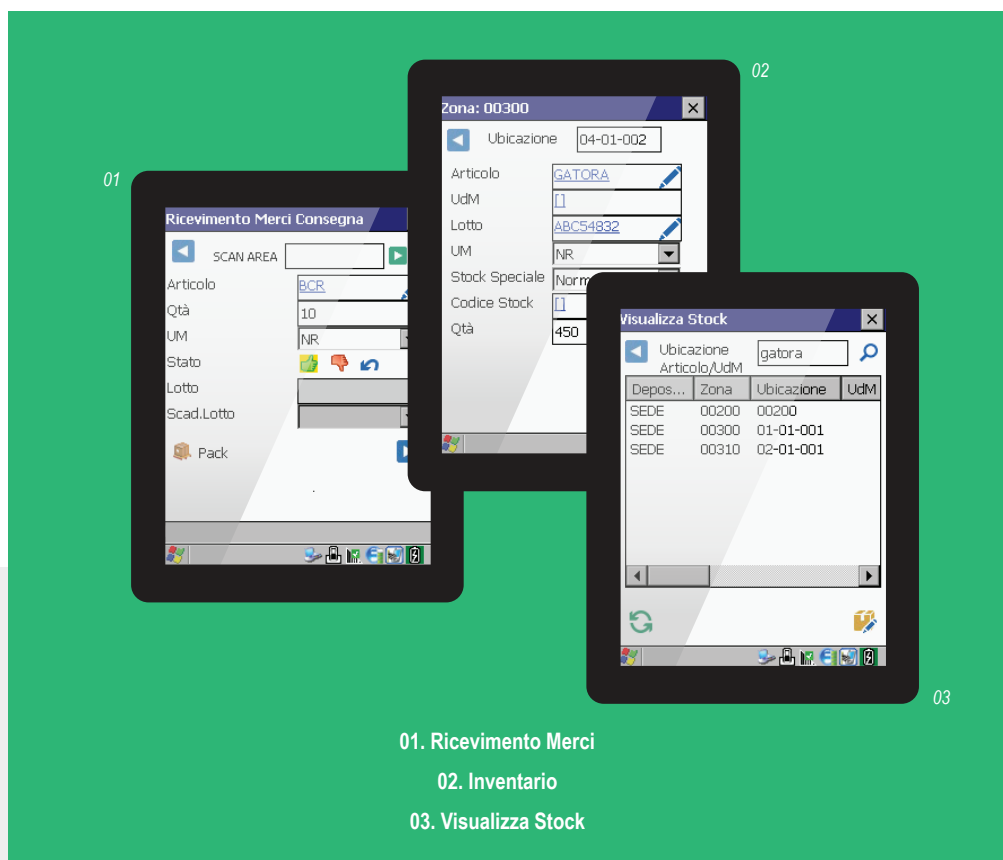 01
Ricevimento Merci Consegna
SCAN AREA
Articolo BCR
Qtà 10
UM NR
Stato
Lotto
Scad.Lotto
Pack
02
Zona: 00300
Ubicazione 04-01-002
Articolo GATORA
UdM []
Lotto ABC54832
UM NR
Stock Speciale
Codice Stock []
Qtà 450
03
Visualizza Stock
Ubicazione gatora
Articolo/UdM
Depos... Zona Ubicazione UdM
SEDE 00200 00200
SEDE 00300 01-01-001
SEDE 00310 02-01-001
01. Ricevimento Merci
02. Inventario
03. Visualizza Stock